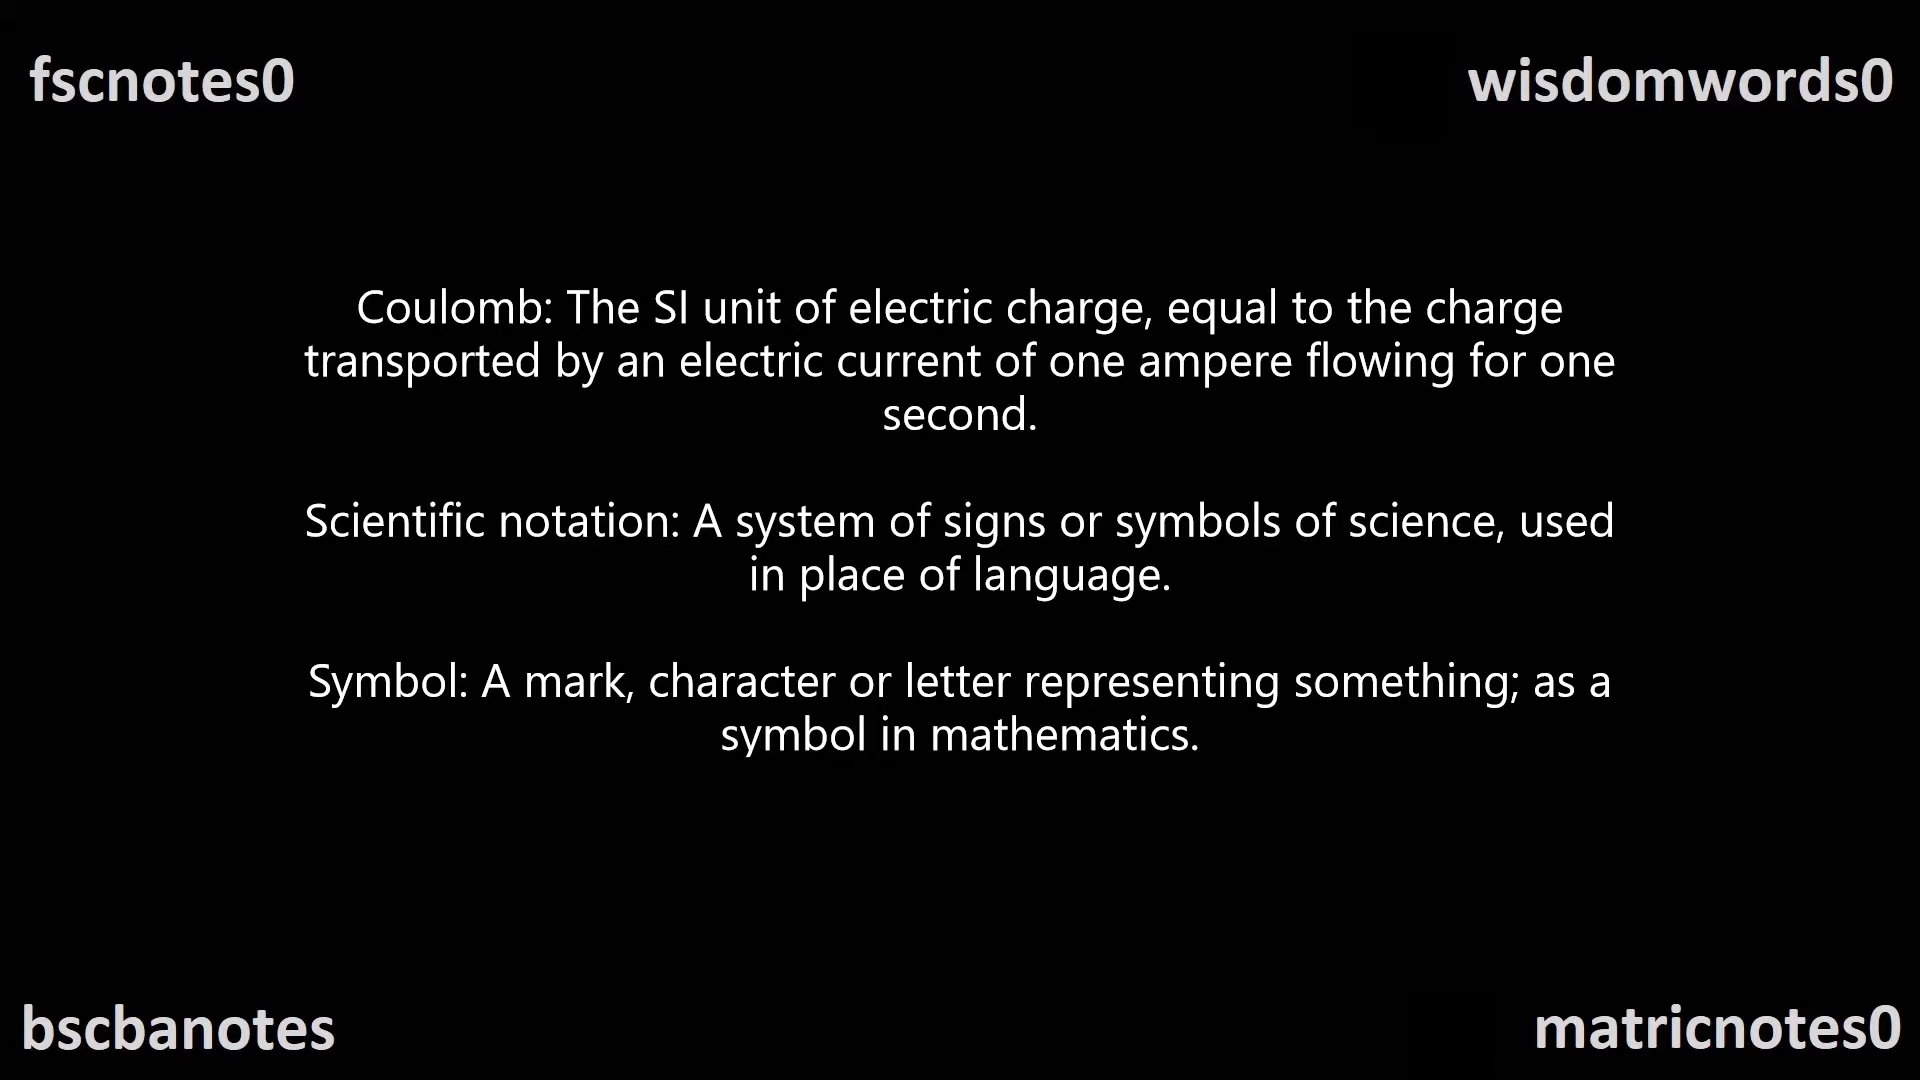 fscnotes0
wisdomwords0
Coulomb: The SI unit of electric charge, equal to the charge
transported by an electric current of one ampere flowing for one
second.
Scientific notation: A system of signs or symbols of science, used
in place of language.
Symbol: A mark, character or letter representing something; as a
symbol in mathematics.
bscbanotes
matricnotes0